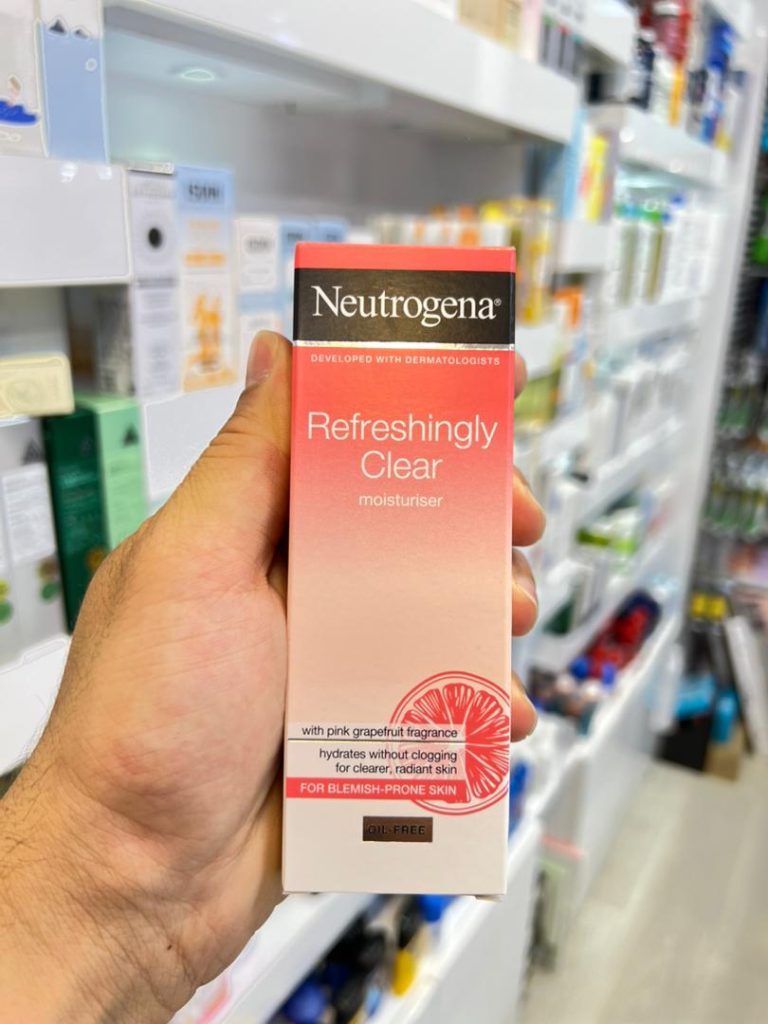 Neutrogena®
DEVELOPED WITH DERMATOLOGISTS
Refreshingly
Clear
moisturiser
with pink grapefruit fragrance
hydrates without clogging
for clearer, radiant skin
FOR BLEMISH-PRONE SKIN
OIL-FREE